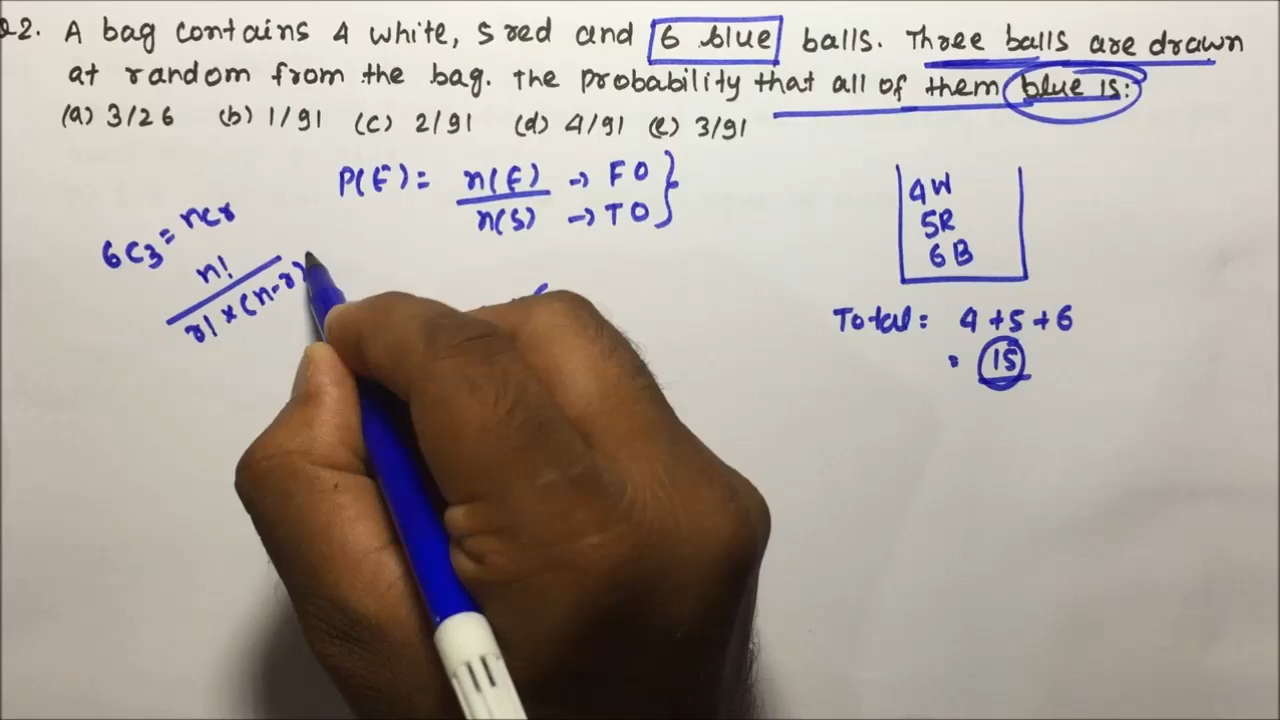 Q2. A bag contains 4 white, 5 red and 6 blue balls. Three balls are drawn
at random from the bag. The probability that all of them blue is:
(a) 3/26 (b) 1/91 (c) 2/91 (d) 4/91 (e) 3/91
P(E) = n(E) → FO
n(S) → TO
6C3 = nCr
n!
r! × (n-r)
4W
5R
6B
Total = 4 + 5 + 6
= 15